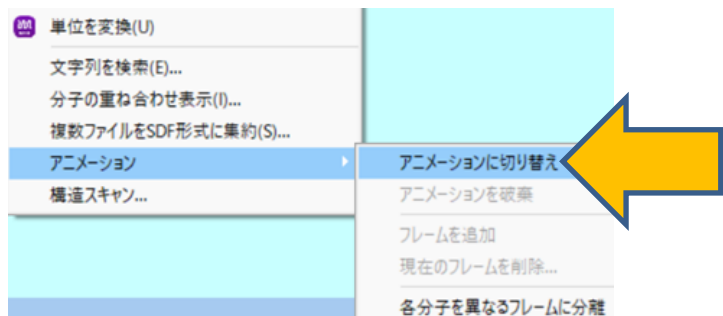 単位を変換(U)
文字列を検索(E)...
分子の重ね合わせ表示(I)...
複数ファイルをSDF形式に集約(S)...
アニメーション
構造スキャン...
アニメーションに切り替え
アニメーションを破棄
フレームを追加
現在のフレームを削除...
各分子を異なるフレームに分離